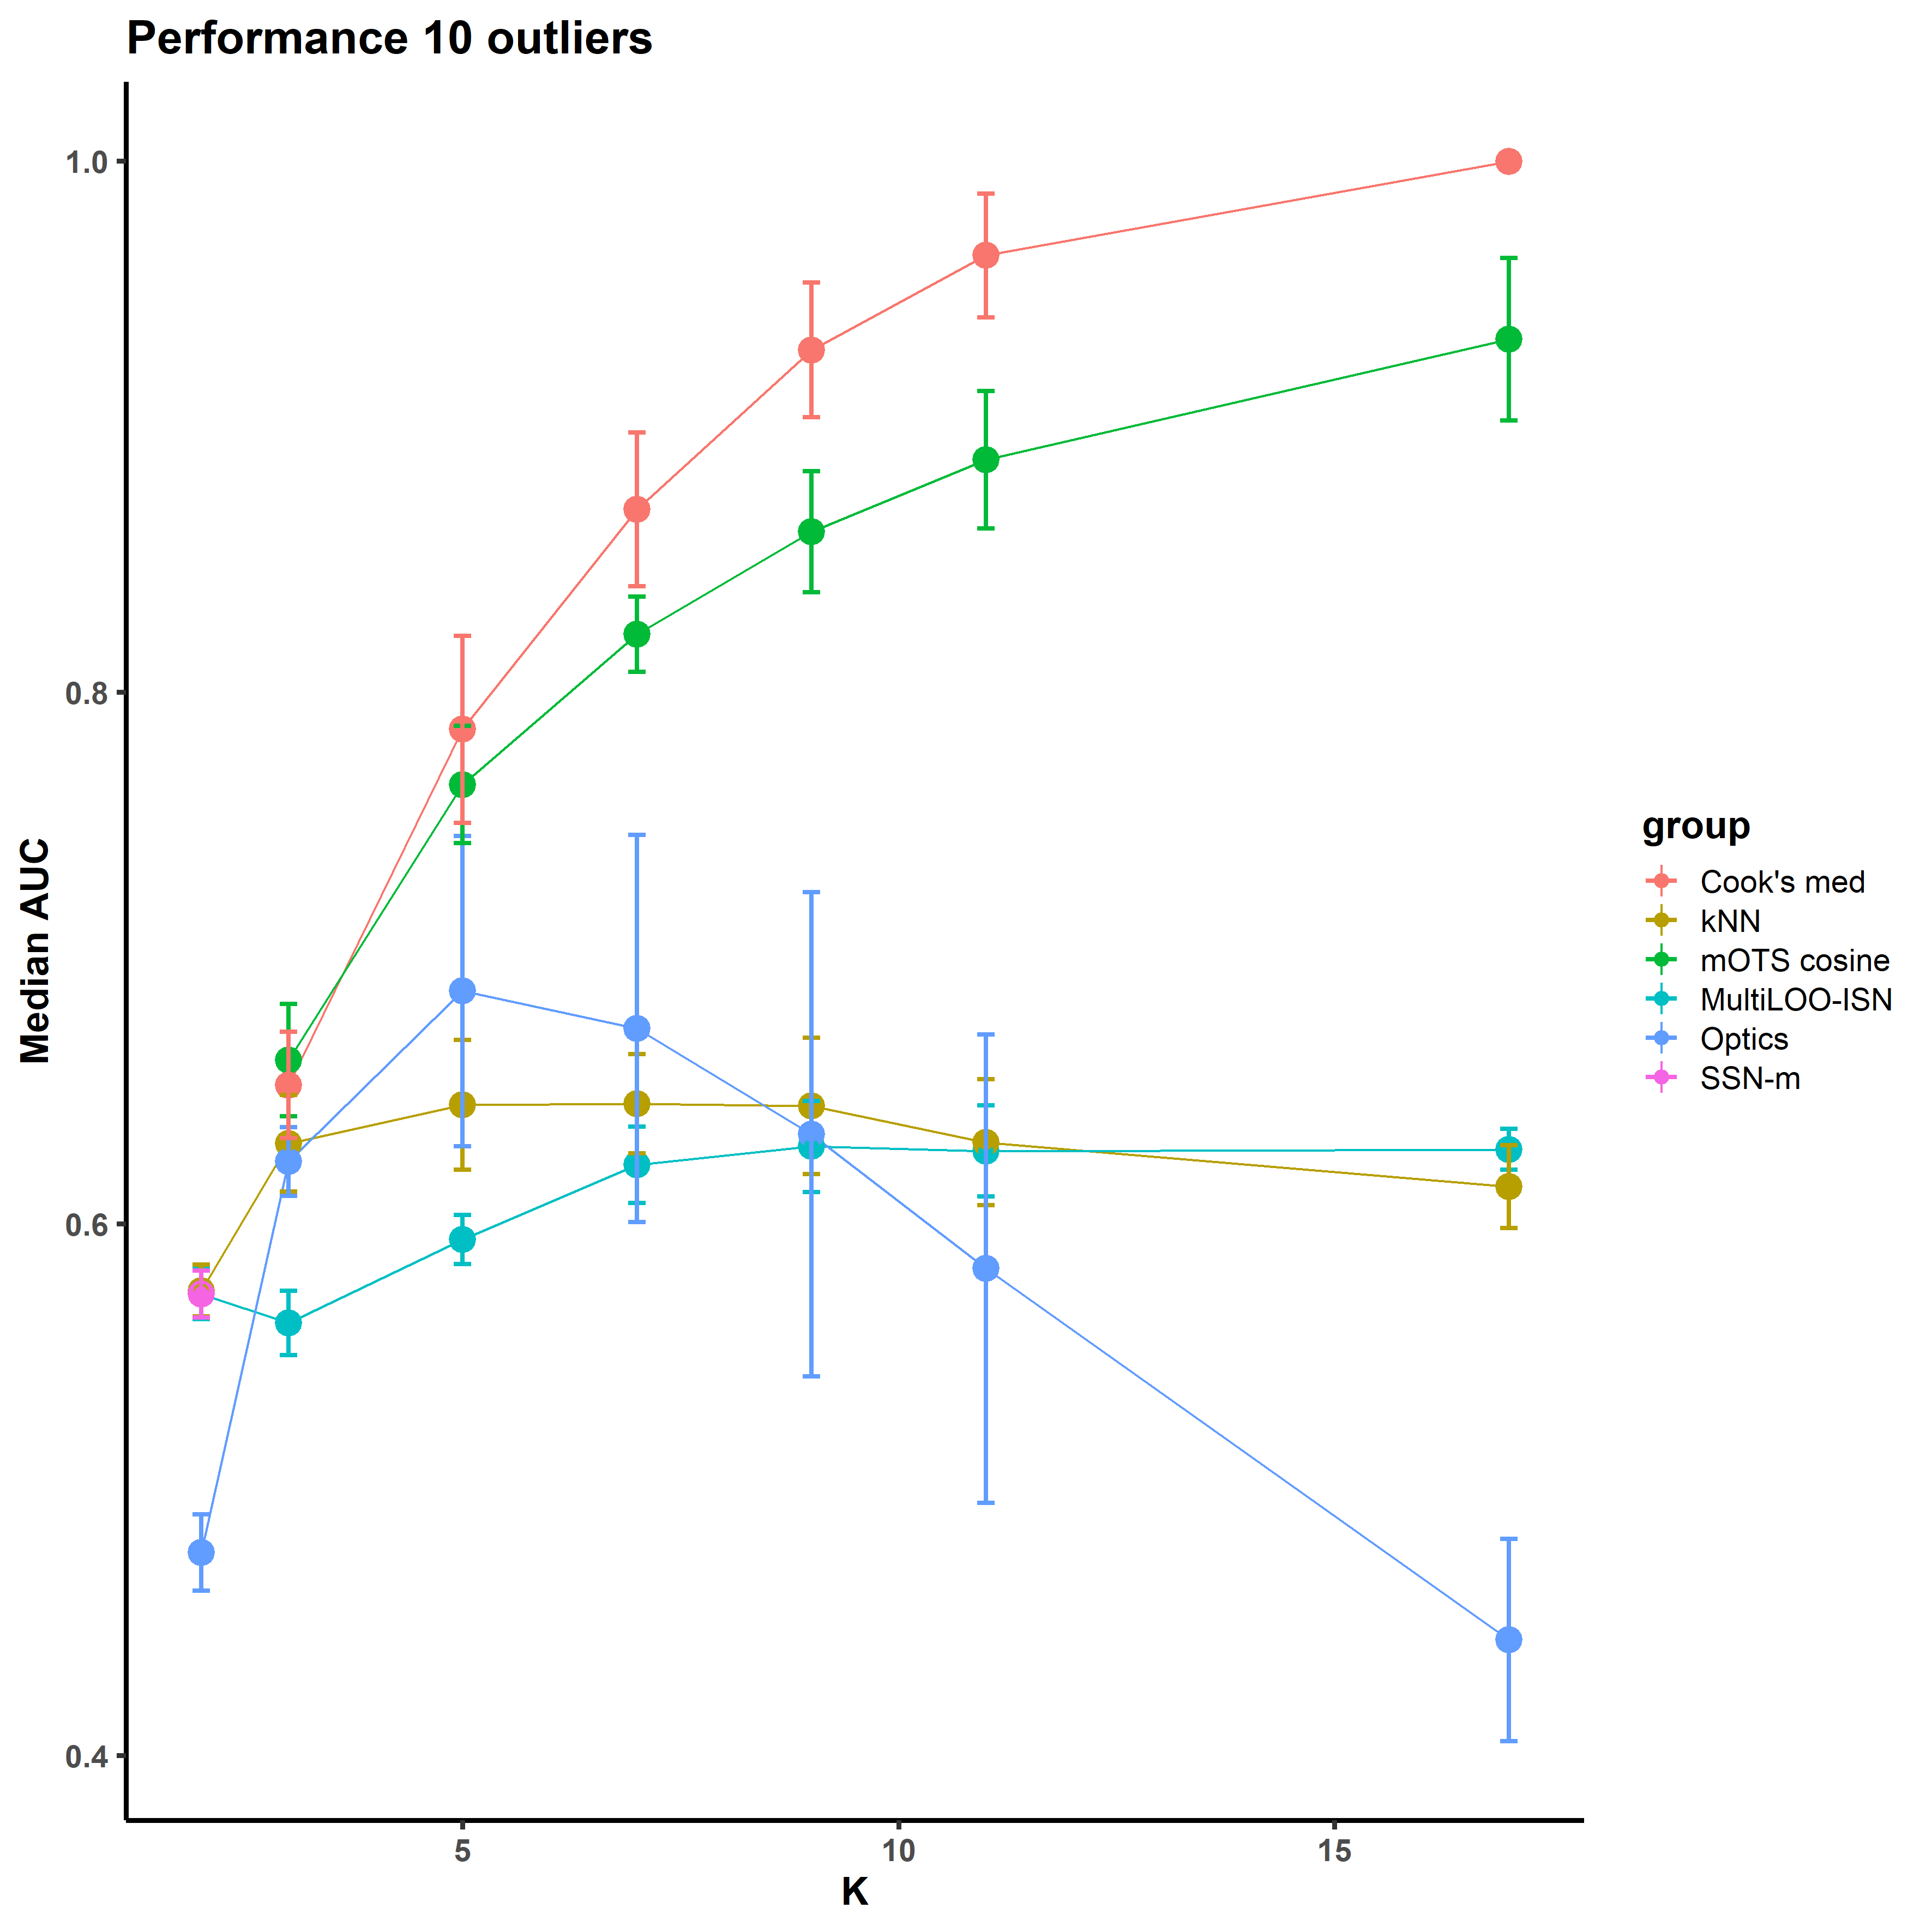 Performance 10 outliers
Median AUC
1.0
0.8
0.6
0.4
5
10
15
K
group
Cook's med
kNN
mOTS cosine
MultiLOO-ISN
Optics
SSN-m